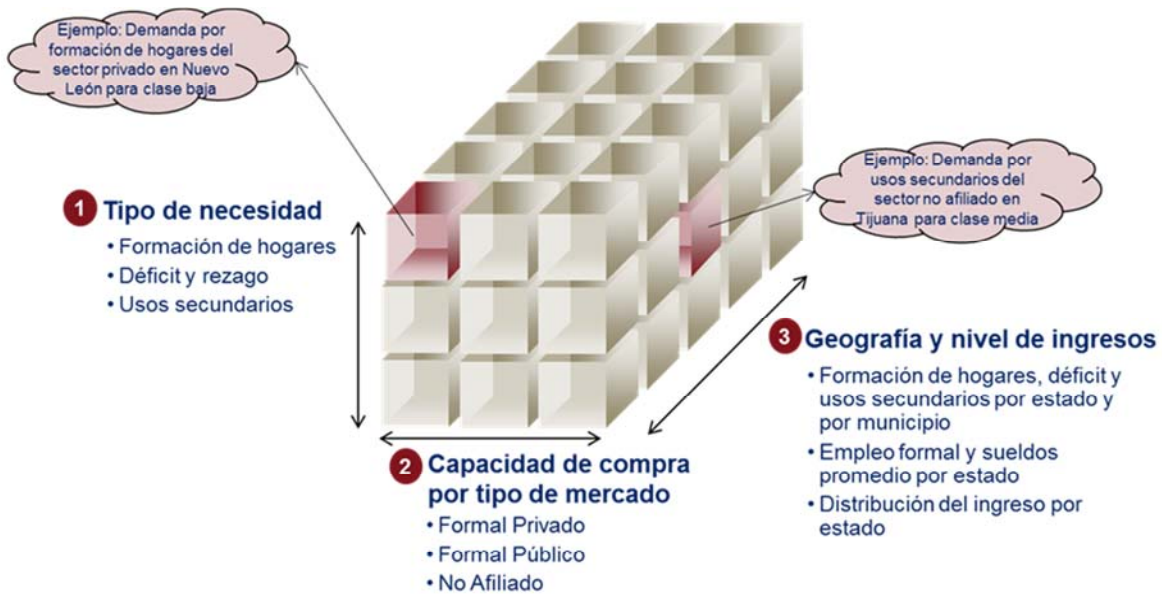 Ejemplo: Demanda por
formación de hogares del
sector privado en Nuevo
León para clase baja
Ejemplo: Demanda por
usos secundarios del
sector no afiliado en
Tijuana para clase media
1 Tipo de necesidad
• Formación de hogares
• Déficit y rezago
• Usos secundarios
2 Capacidad de compra
por tipo de mercado
• Formal Privado
• Formal Público
• No Afiliado
3 Geografía y nivel de ingresos
• Formación de hogares, déficit y
usos secundarios por estado y
por municipio
• Empleo formal y sueldos
promedio por estado
• Distribución del ingreso por
estado